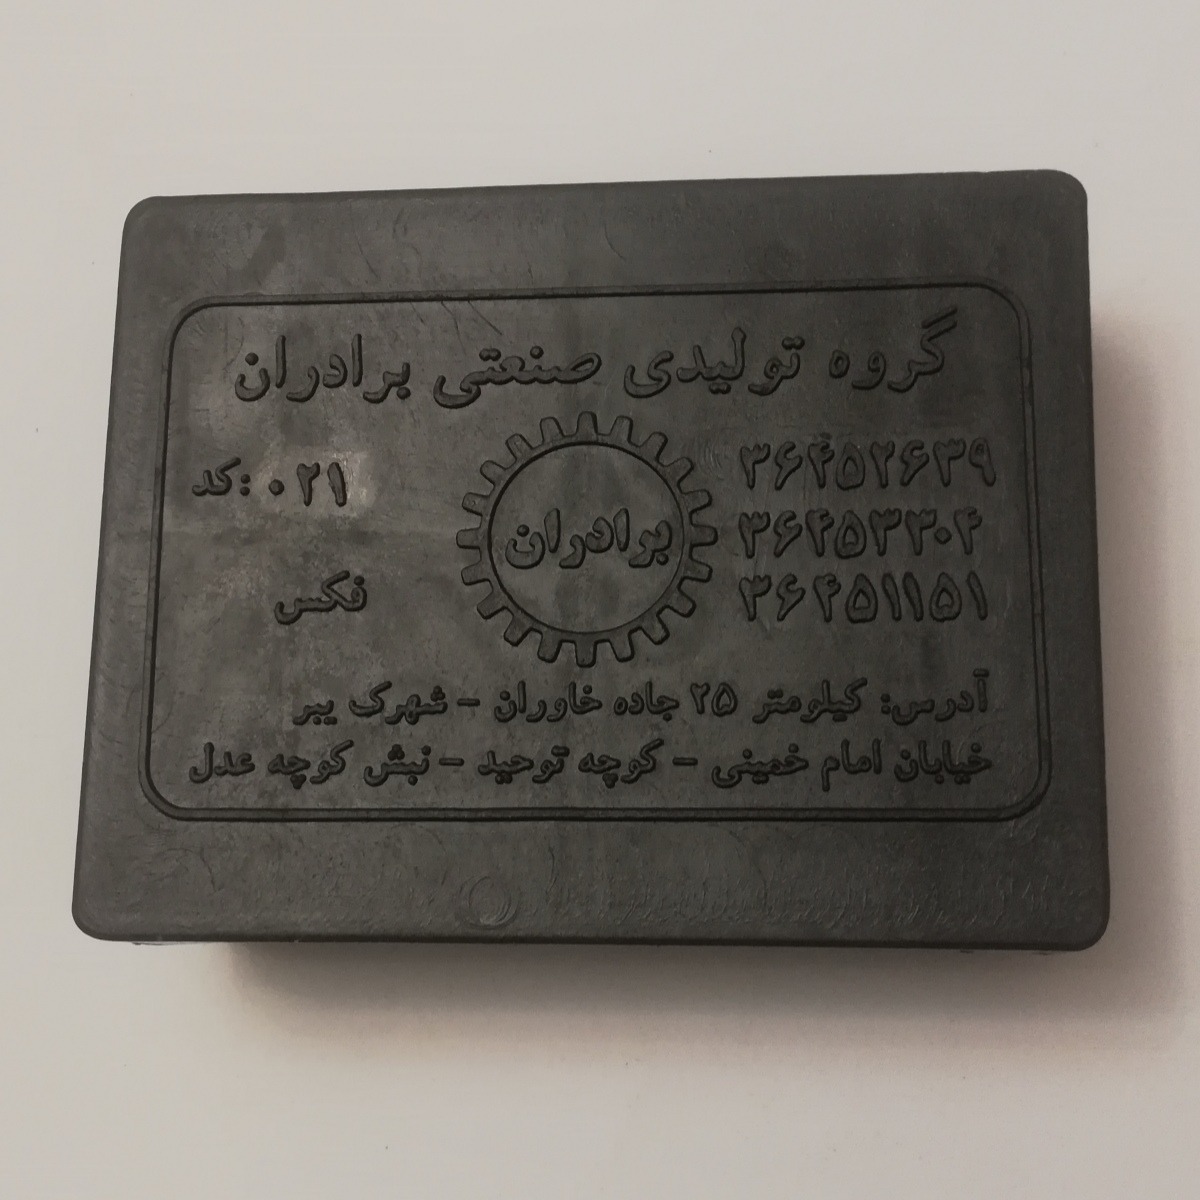 گروه تولیدی صنعتی برادران
۳۶۴۵۲۶۳۹
کد: ۰۲۱
۳۶۴۵۳۳۰۴
برادران
۳۶۴۵۱۱۵۱
فکس
آدرس: کیلومتر ۲۵ جاده خاوران - شهرک یبر
خیابان امام خمینی - کوچه توحید - نبش کوچه عدل